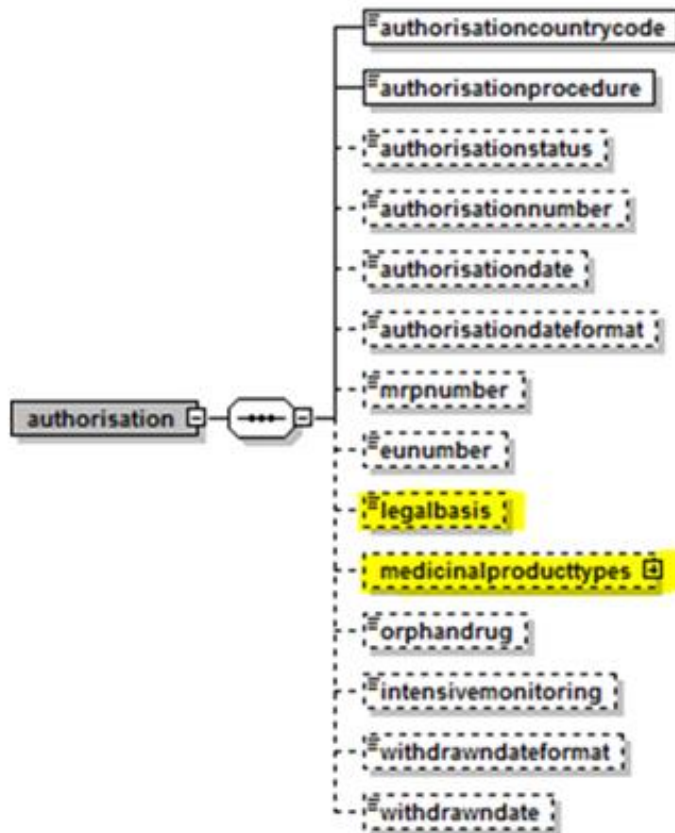 authorisationcountrycode
authorisationprocedure
authorisationstatus
authorisationnumber
authorisationdate
authorisationdateformat
mrpnumber
authorisation
eunumber
legalbasis
medicinalproducttypes
orphandrug
intensivemonitoring
withdrawndateformat
withdrawndate